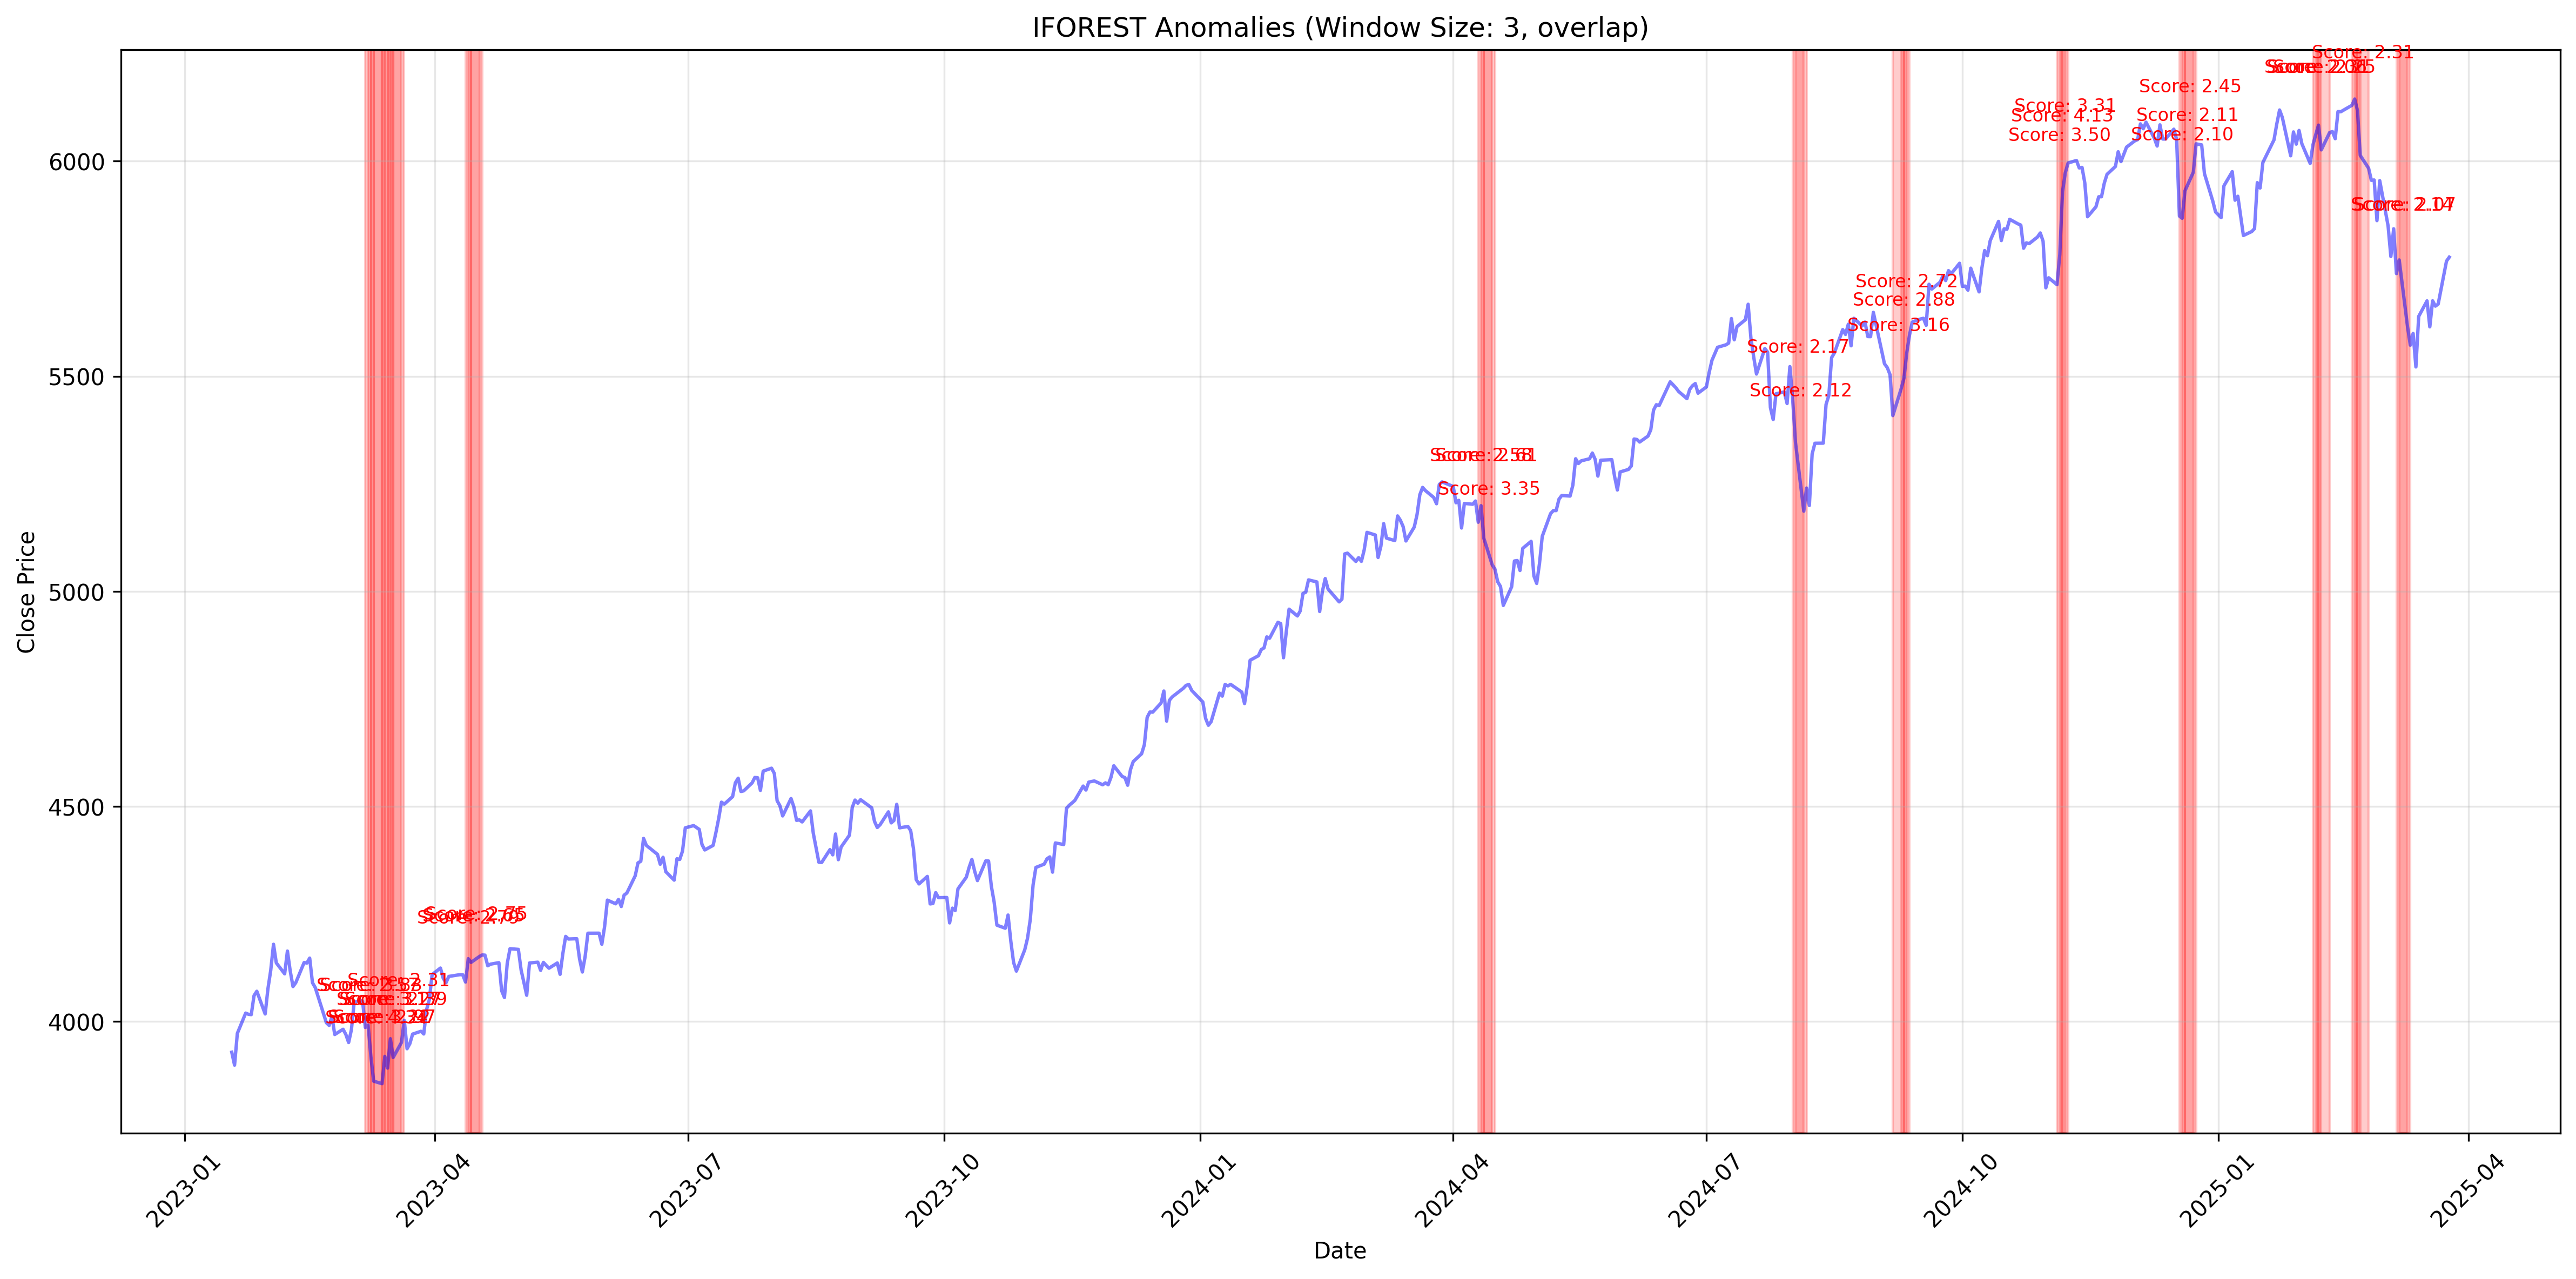 IFOREST Anomalies (Window Size: 3, overlap)
Score: 2.31
Score: 2.45
Score: 3.31
Score: 4.13
Score: 3.50
Score: 2.11
Score: 2.10
Score: 2.72
Score: 2.88
Score: 3.16
Score: 2.17
Score: 2.12
Score: 3.35
Score: 2.31
Close Price
6000
5500
5000
4500
4000
2023-01
2023-04
2023-07
2023-10
2024-01
2024-04
2024-07
2024-10
2025-01
2025-04
Date